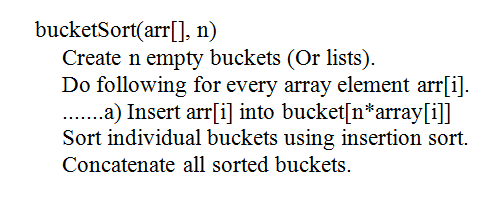 bucketSort(arr[], n)
Create n empty buckets (Or lists).
Do following for every array element arr[i].
.......a) Insert arr[i] into bucket[n*array[i]]
Sort individual buckets using insertion sort.
Concatenate all sorted buckets.